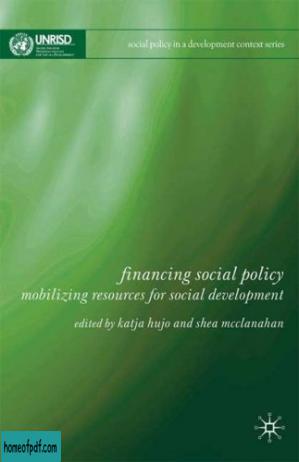 UNRISD
social policy in a development context series
financing social policy
mobilizing resources for social development
edited by katja hujo and shea mcclanahan
homeofpdf.com